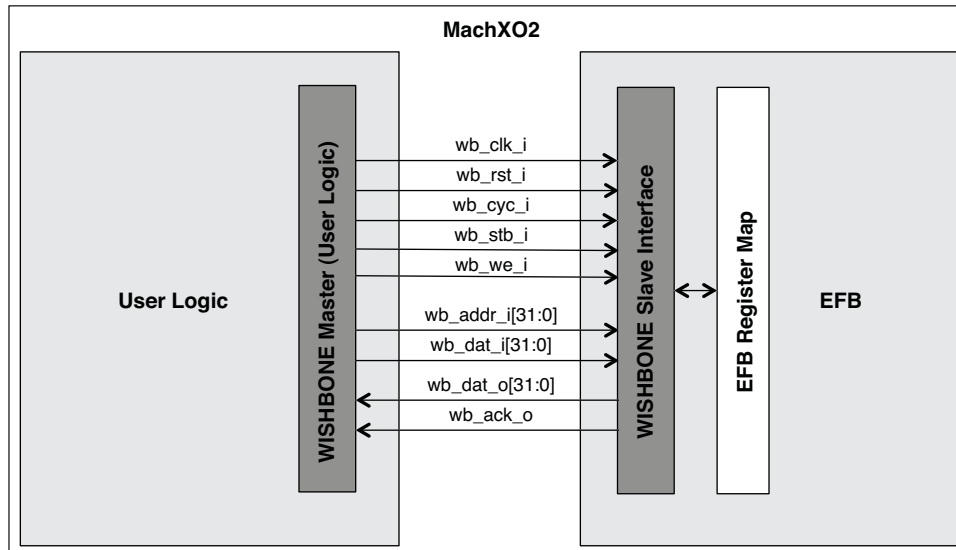 MachXO2
User Logic
WISHBONE Master (User Logic)
wb_clk_i
wb_rst_i
wb_cyc_i
wb_stb_i
wb_we_i
wb_addr_i[31:0]
wb_dat_i[31:0]
wb_dat_o[31:0]
wb_ack_o
WISHBONE Slave Interface
EFB Register Map
EFB